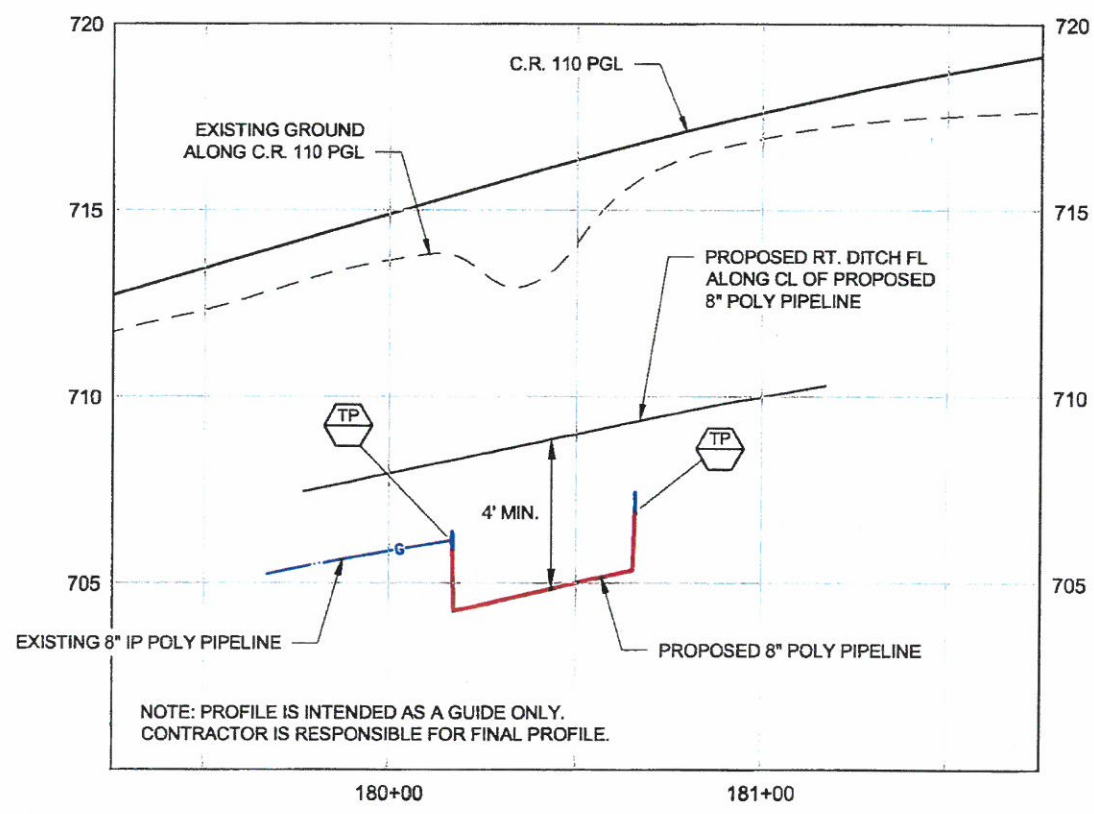 720
720
C.R. 110 PGL
EXISTING GROUND
ALONG C.R. 110 PGL
715
715
PROPOSED RT. DITCH FL
ALONG CL OF PROPOSED
8" POLY PIPELINE
710
710
TP
TP
4' MIN.
G
705
705
EXISTING 8" IP POLY PIPELINE
PROPOSED 8" POLY PIPELINE
NOTE: PROFILE IS INTENDED AS A GUIDE ONLY.
CONTRACTOR IS RESPONSIBLE FOR FINAL PROFILE.
180+00
181+00